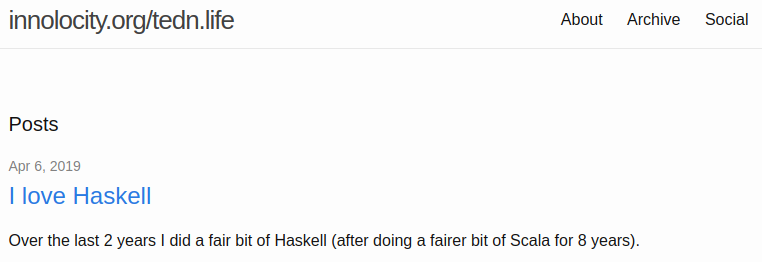 innolocity.org/tedn.life
About Archive Social
Posts
Apr 6, 2019
I love Haskell
Over the last 2 years I did a fair bit of Haskell (after doing a fairer bit of Scala for 8 years).